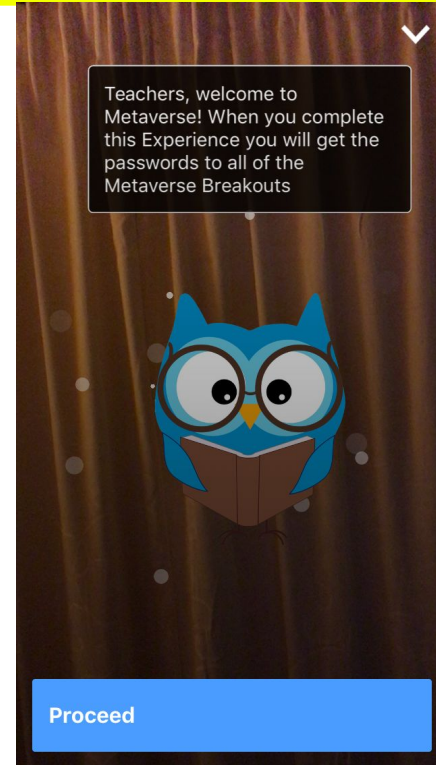 Teachers, welcome to
Metaverse! When you complete
this Experience you will get the
passwords to all of the
Metaverse Breakouts
Proceed